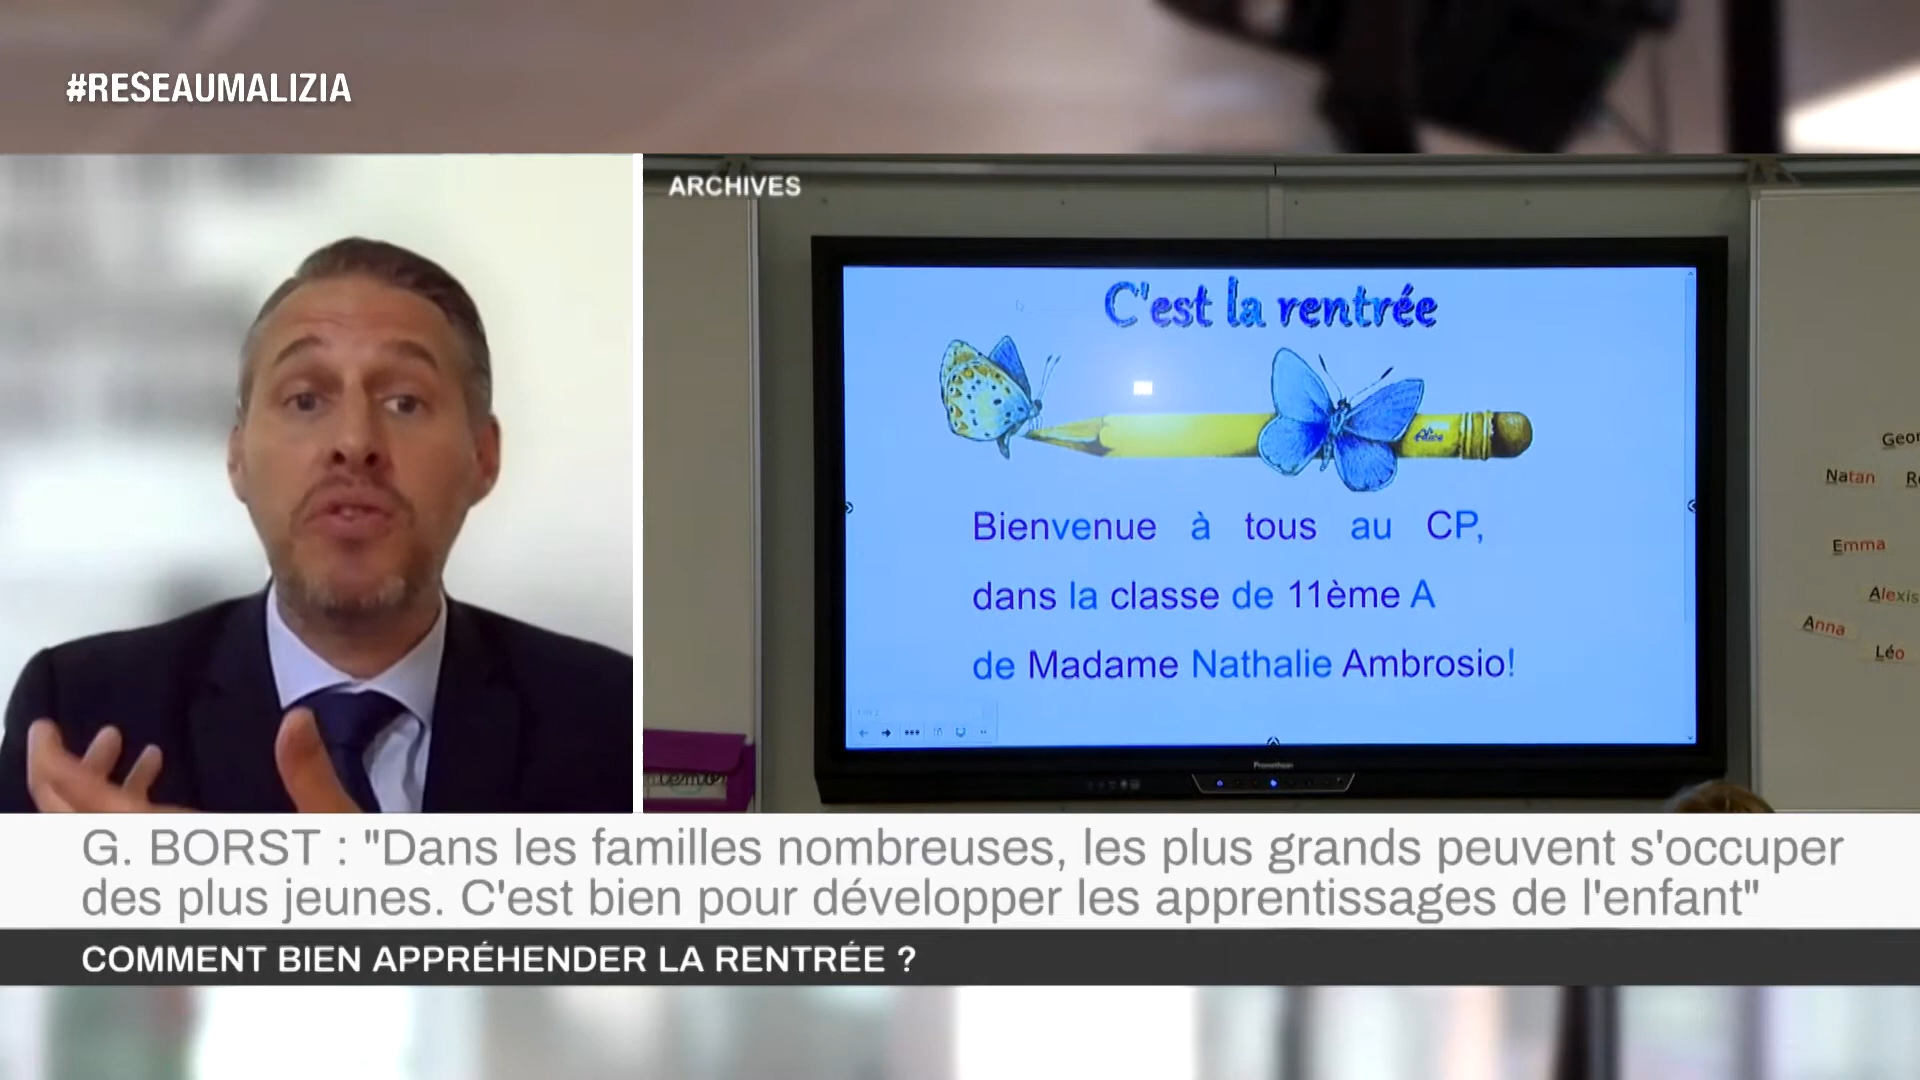 #RESEAUMALIZIA
ARCHIVES
C'est la rentrée
Alice
Bienvenue à tous au CP,
dans la classe de 11ème A
de Madame Nathalie Ambrosio!
Promethean
Natan
Emma
Alexis
Anna
Léo
G. BORST : "Dans les familles nombreuses, les plus grands peuvent s'occuper
des plus jeunes. C'est bien pour développer les apprentissages de l'enfant"
COMMENT BIEN APPRÉHENDER LA RENTRÉE ?